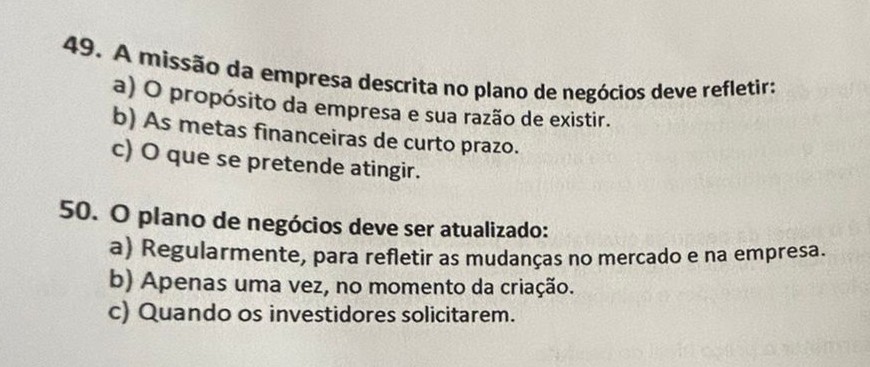 49. A missão da empresa descrita no plano de negócios deve refletir:
a) O propósito da empresa e sua razão de existir.
b) As metas financeiras de curto prazo.
c) O que se pretende atingir.
50. O plano de negócios deve ser atualizado:
a) Regularmente, para refletir as mudanças no mercado e na empresa.
b) Apenas uma vez, no momento da criação.
c) Quando os investidores solicitarem.